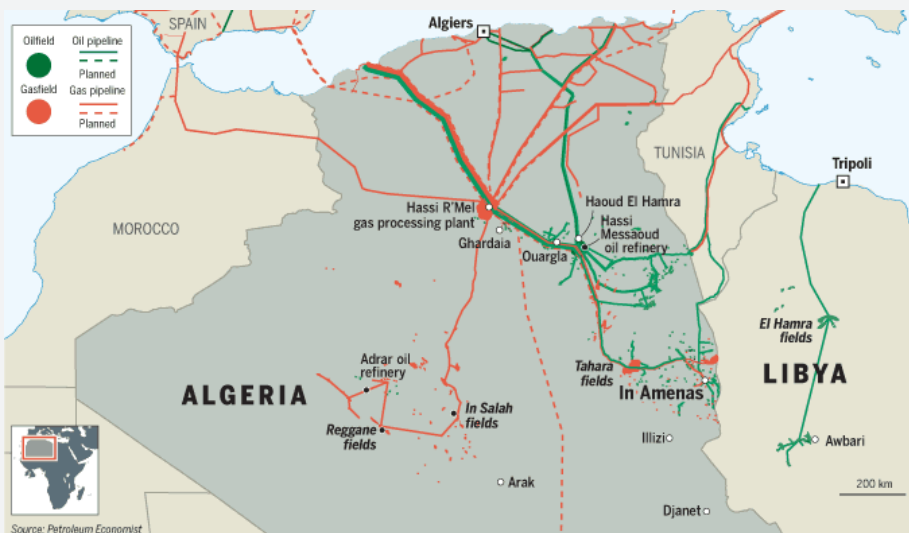 SPAIN
Algiers
Oilfield
Oil pipeline
Planned
Gasfield
Gas pipeline
Planned
TUNISIA
Tripoli
MOROCCO
Hassi R'Mel
gas processing plant
Ghardaia
Ouargla
Haoud El Hamra
Hassi
Messaoud
oil refinery
El Hamra
fields
Adrar oil
refinery
ALGERIA
Tahara
fields
In Amenas
LIBYA
In Salah
fields
Reggane
fields
Illizi
Awbari
Arak
200 km
Djanet
Source: Petroleum Economist